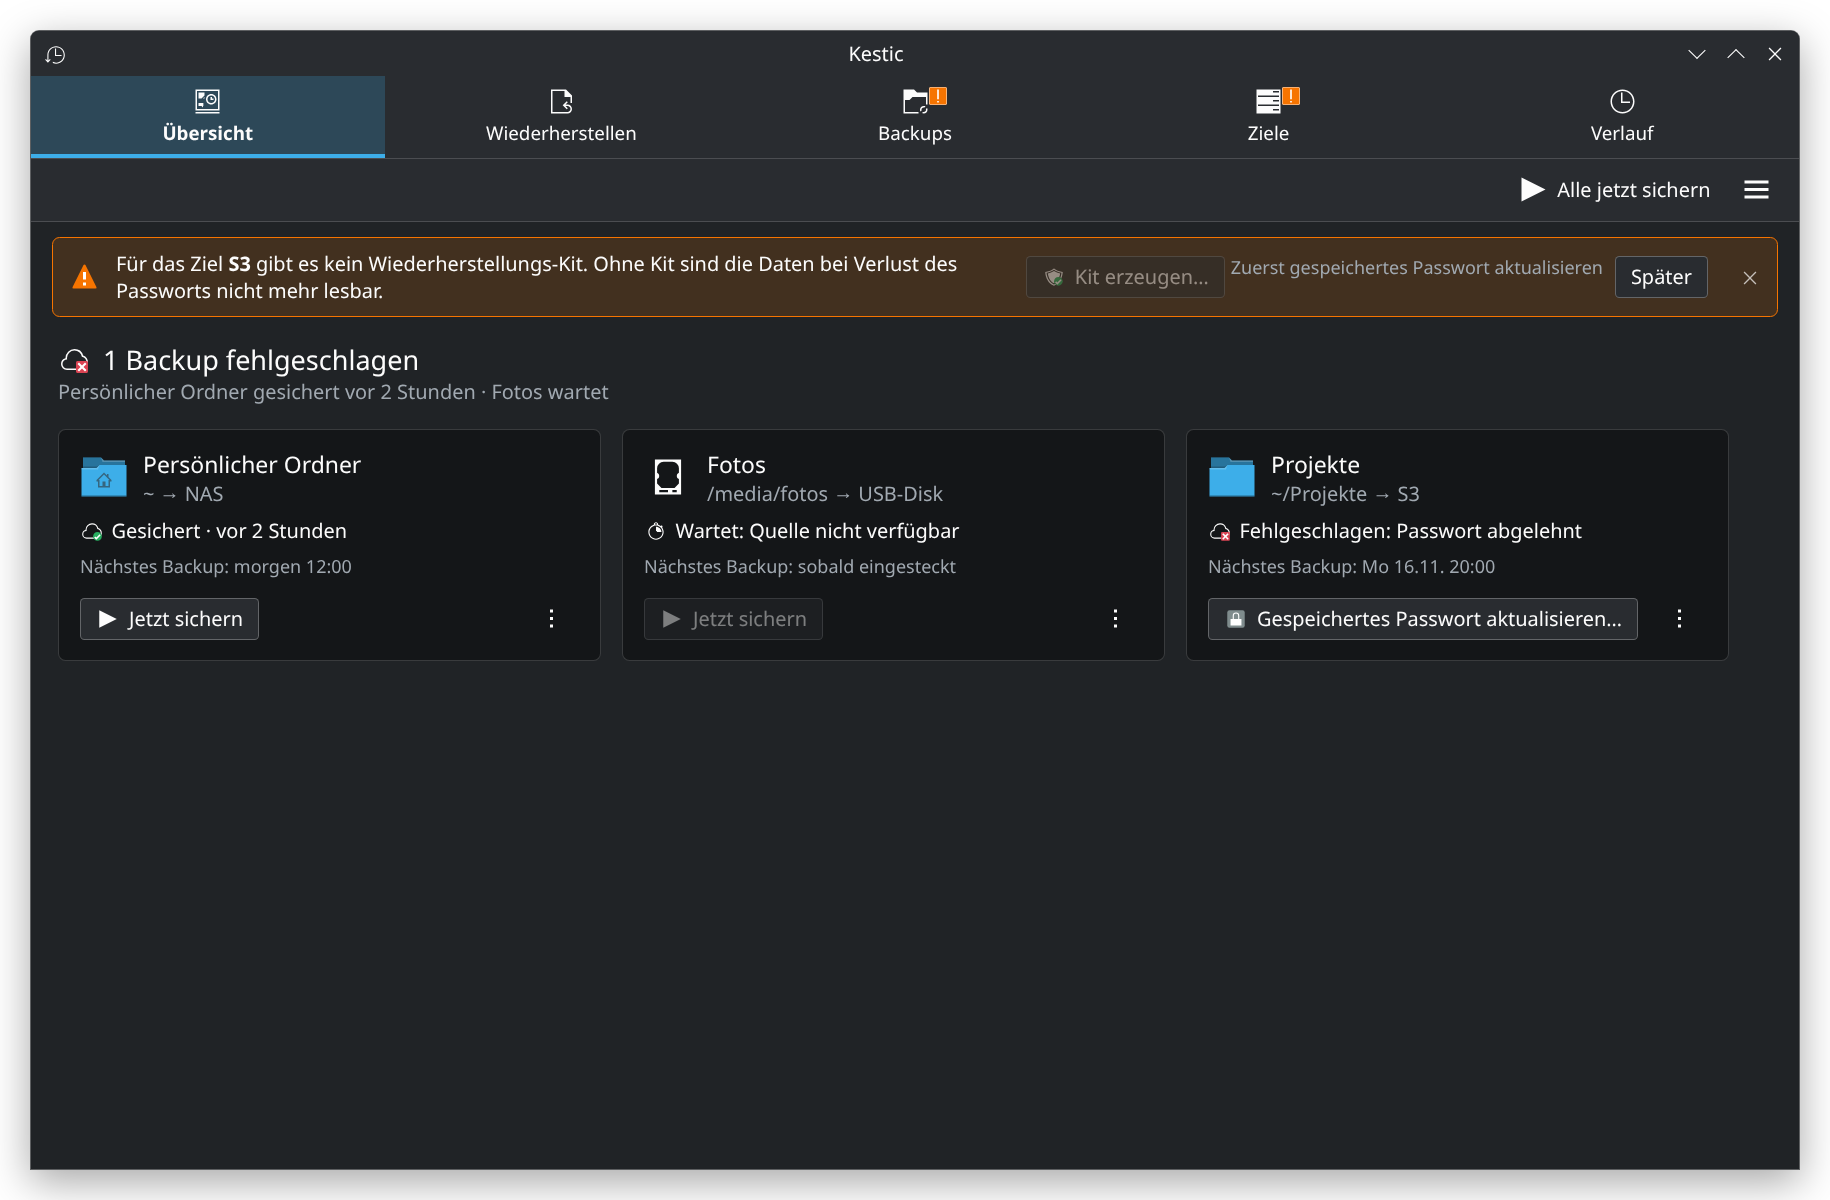 Kestic
Übersicht
Wiederherstellen
Backups
Ziele
Verlauf
Alle jetzt sichern
Für das Ziel S3 gibt es kein Wiederherstellungs-Kit. Ohne Kit sind die Daten bei Verlust des
Passworts nicht mehr lesbar.
Kit erzeugen...
Zuerst gespeichertes Passwort aktualisieren
Später
1 Backup fehlgeschlagen
Persönlicher Ordner gesichert vor 2 Stunden · Fotos wartet
Persönlicher Ordner
~ → NAS
Gesichert · vor 2 Stunden
Nächstes Backup: morgen 12:00
Jetzt sichern
Fotos
/media/fotos → USB-Disk
Wartet: Quelle nicht verfügbar
Nächstes Backup: sobald eingesteckt
Jetzt sichern
Projekte
~/Projekte → S3
Fehlgeschlagen: Passwort abgelehnt
Nächstes Backup: Mo 16.11. 20:00
Gespeichertes Passwort aktualisieren...